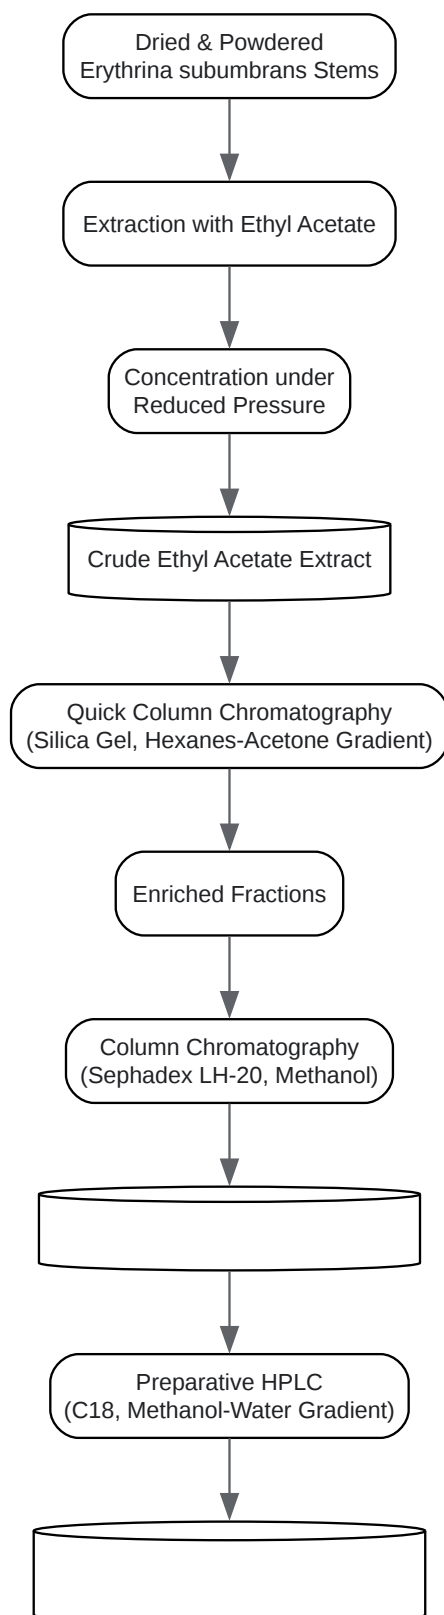 Dried & Powdered
Erythrina subumbrans Stems
Extraction with Ethyl Acetate
Concentration under
Reduced Pressure
Crude Ethyl Acetate Extract
Quick Column Chromatography
(Silica Gel, Hexanes-Acetone Gradient)
Enriched Fractions
Column Chromatography
(Sephadex LH-20, Methanol)
Preparative HPLC
(C18, Methanol-Water Gradient)